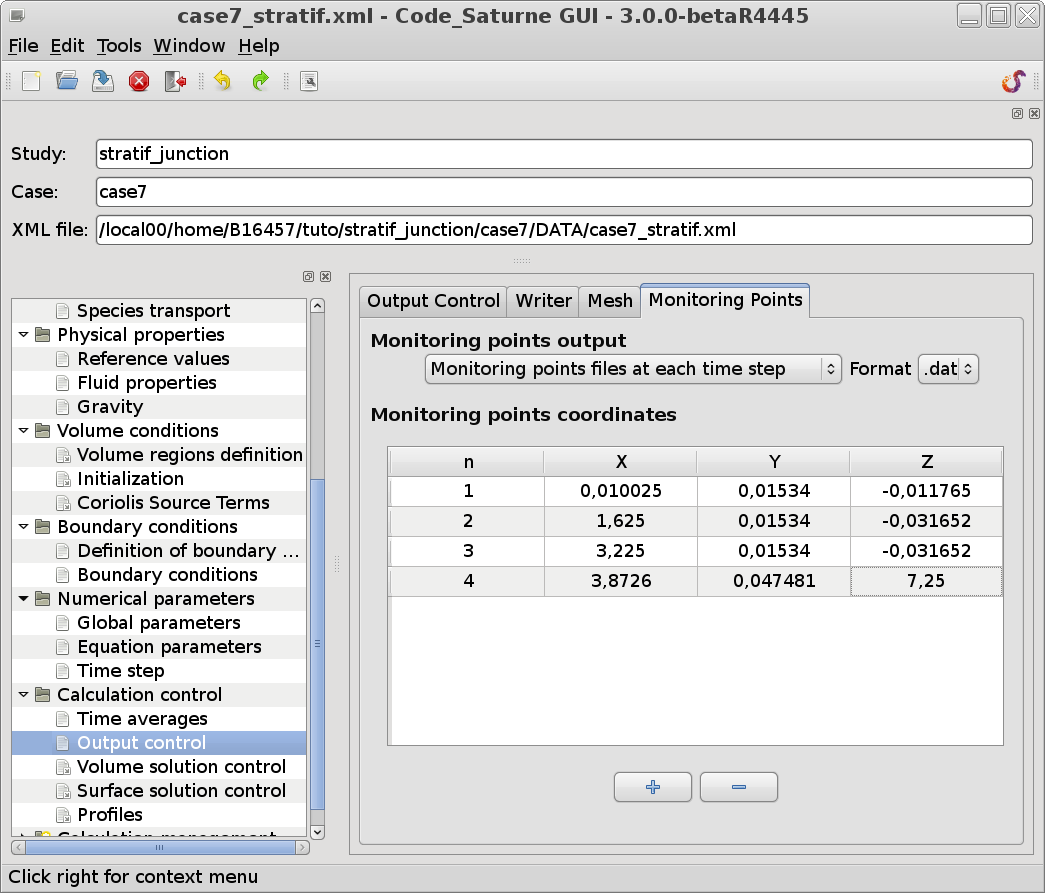 case7_stratif.xml - Code_Saturne GUI - 3.0.0-betaR4445
File Edit Tools Window Help
Study: stratif_junction
Case: case7
XML file: /local00/home/B16457/tuto/stratif_junction/case7/DATA/case7_stratif.xml
Species transport
Physical properties
Reference values
Fluid properties
Gravity
Volume conditions
Volume regions definition
Initialization
Coriolis Source Terms
Boundary conditions
Definition of boundary ...
Boundary conditions
Numerical parameters
Global parameters
Equation parameters
Time step
Calculation control
Time averages
Output control
Volume solution control
Surface solution control
Profiles
Calculation management
Output Control Writer Mesh Monitoring Points
Monitoring points output
Monitoring points files at each time step Format .dat
Monitoring points coordinates
n X Y Z
1 0,010025 0,01534 -0,011765
2 1,625 0,01534 -0,031652
3 3,225 0,01534 -0,031652
4 3,8726 0,047481 7,25
Click right for context menu